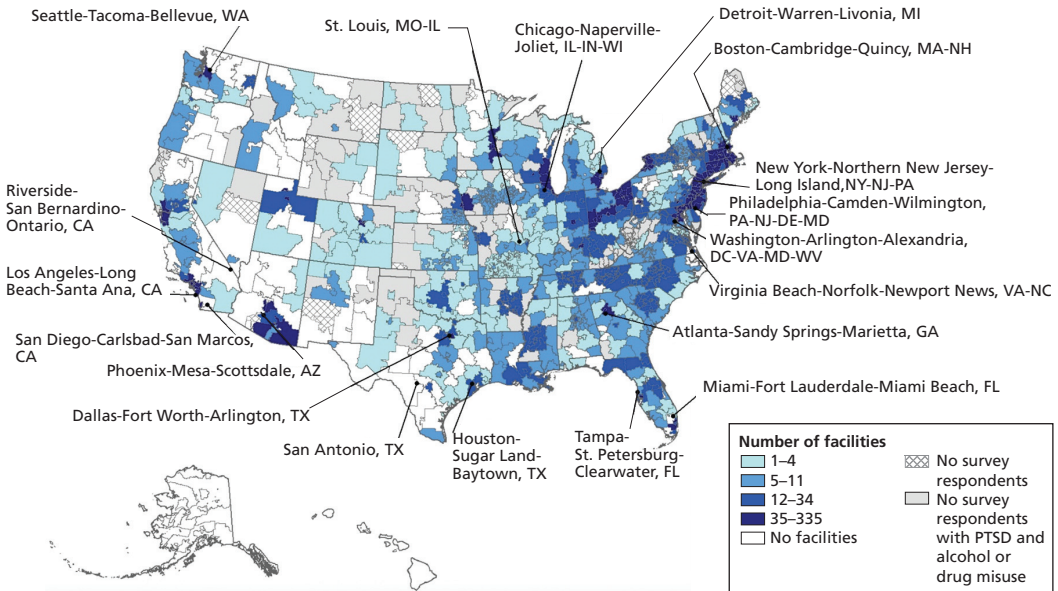 Seattle-Tacoma-Bellevue, WA
St. Louis, MO-IL
Chicago-Naperville-
Joliet, IL-IN-WI
Detroit-Warren-Livonia, MI
Boston-Cambridge-Quincy, MA-NH
New York-Northern New Jersey-
Long Island,NY-NJ-PA
Philadelphia-Camden-Wilmington,
PA-NJ-DE-MD
Washington-Arlington-Alexandria,
DC-VA-MD-WV
Virginia Beach-Norfolk-Newport News, VA-NC
Atlanta-Sandy Springs-Marietta, GA
Miami-Fort Lauderdale-Miami Beach, FL
Riverside-
San Bernardino-
Ontario, CA
Los Angeles-Long
Beach-Santa Ana, CA
San Diego-Carlsbad-San Marcos,
CA
Phoenix-Mesa-Scottsdale, AZ
Dallas-Fort Worth-Arlington, TX
San Antonio, TX
Houston-
Sugar Land-
Baytown, TX
Tampa-
St. Petersburg-
Clearwater, FL
Number of facilities
1–4
5–11
12–34
35–335
No facilities
No survey
respondents
No survey
respondents
with PTSD and
alcohol or
drug misuse